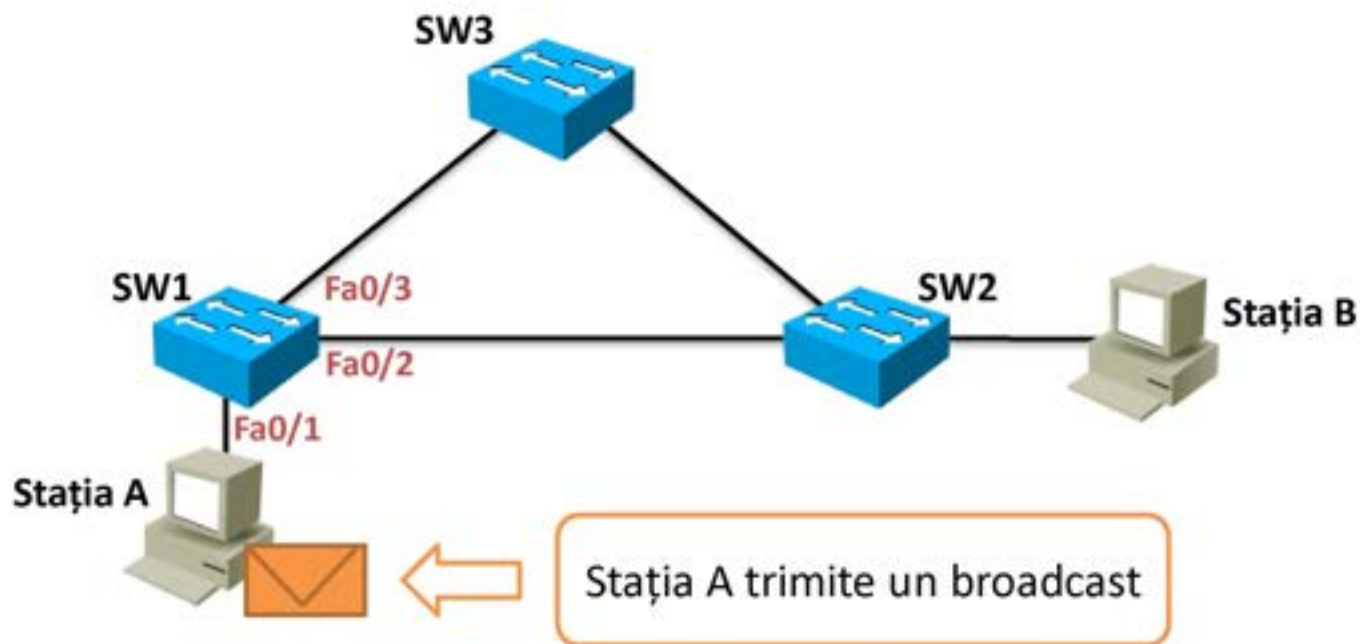 SW3
SW1
Fa0/3
SW2
Stația B
Fa0/2
Fa0/1
Stația A
Stația A trimite un broadcast